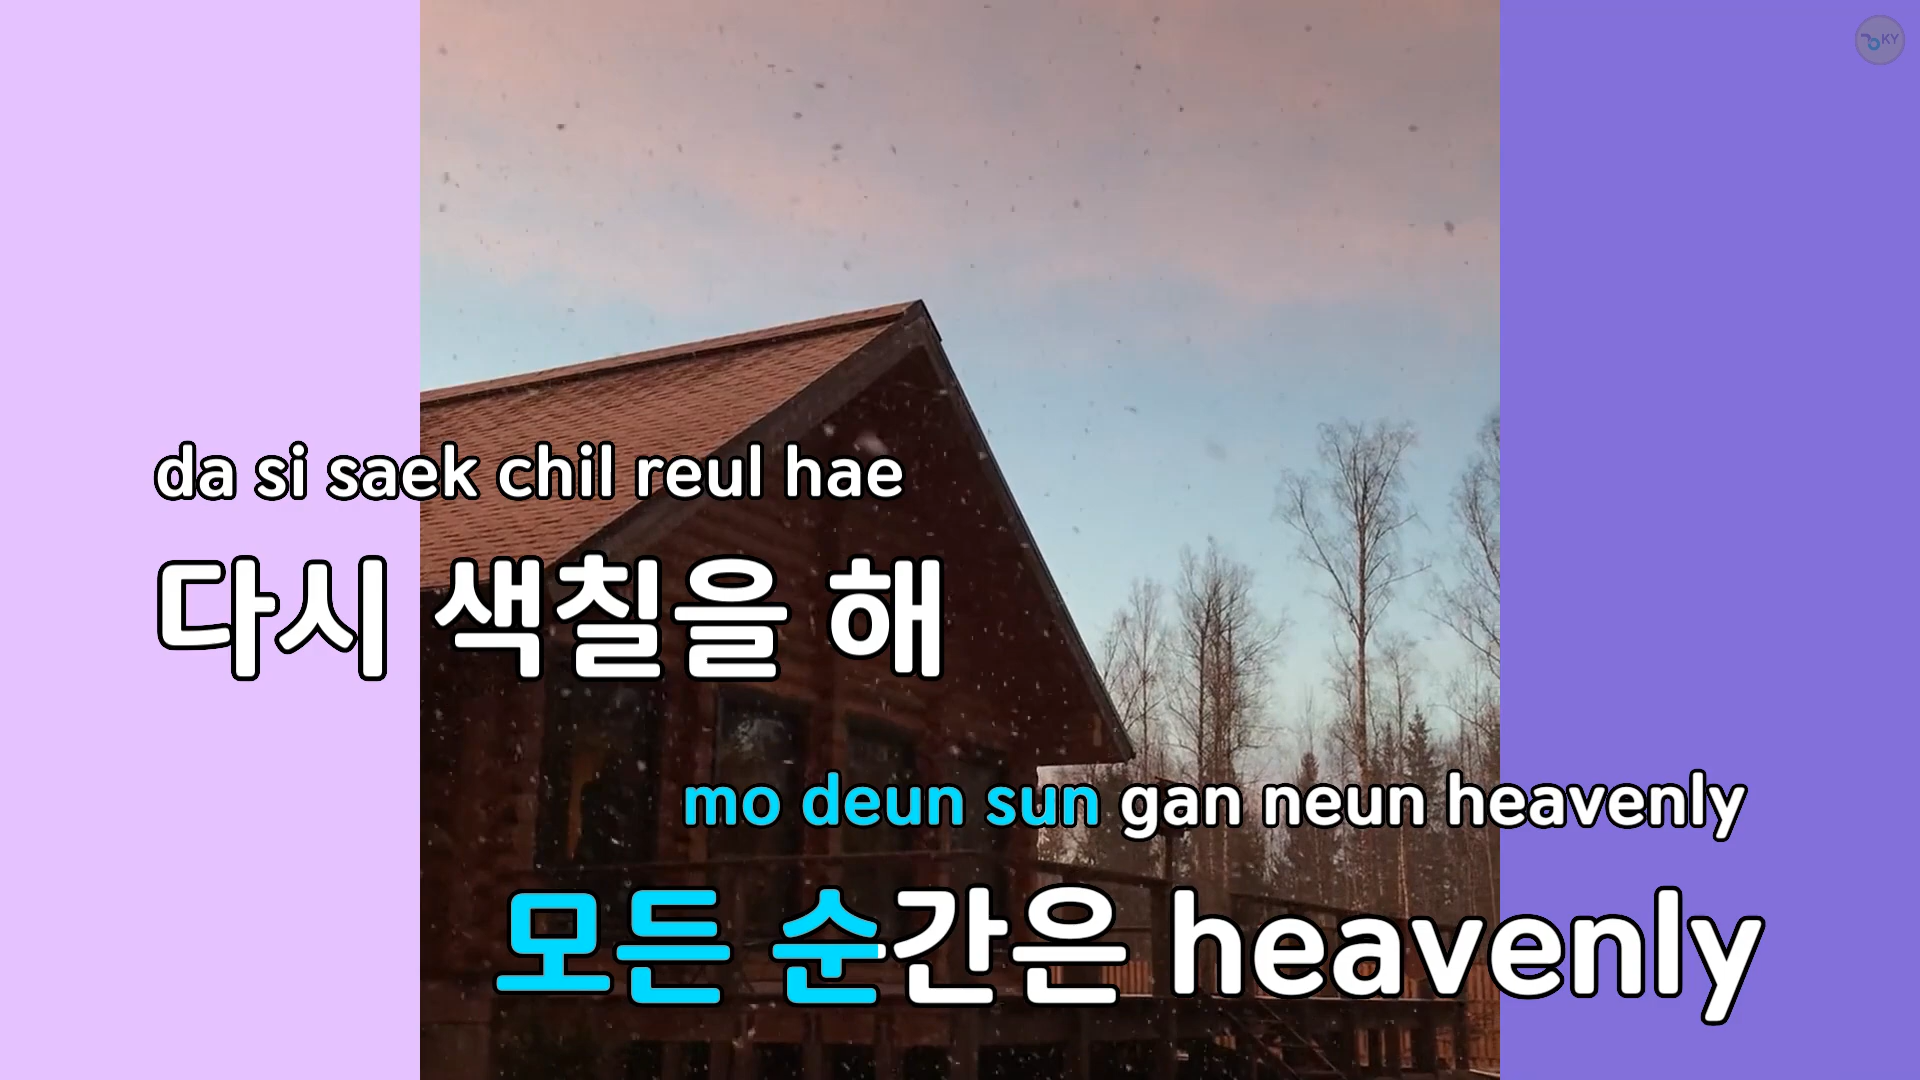 KY
da si saek chil reul hae
다시 색칠을 해
mo deun sun gan neun heavenly
모든 순간은 heavenly